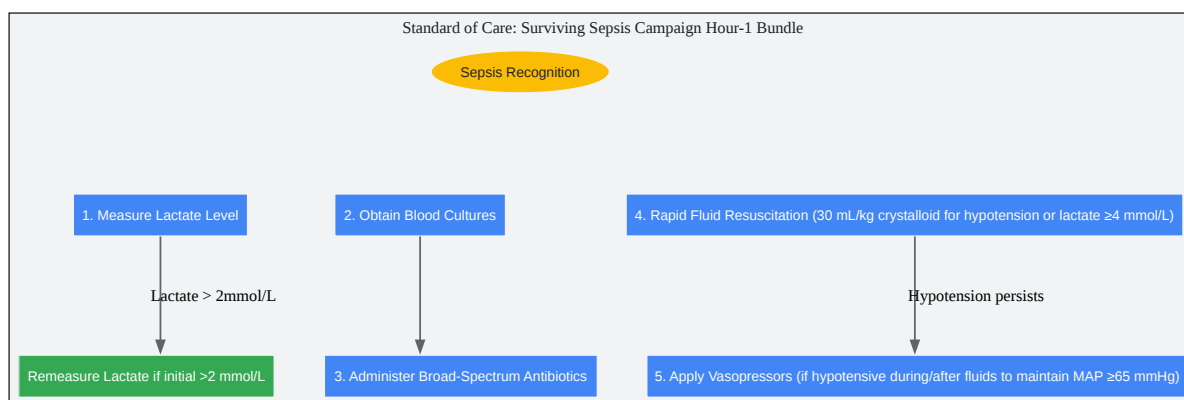 Standard of Care: Surviving Sepsis Campaign Hour-1 Bundle
Sepsis Recognition
1. Measure Lactate Level
2. Obtain Blood Cultures
4. Rapid Fluid Resuscitation (30 mL/kg crystalloid for hypotension or lactate ≥4 mmol/L)
Lactate > 2mmol/L
Hypotension persists
Remeasure Lactate if initial >2 mmol/L
3. Administer Broad-Spectrum Antibiotics
5. Apply Vasopressors (if hypotensive during/after fluids to maintain MAP ≥65 mmHg)